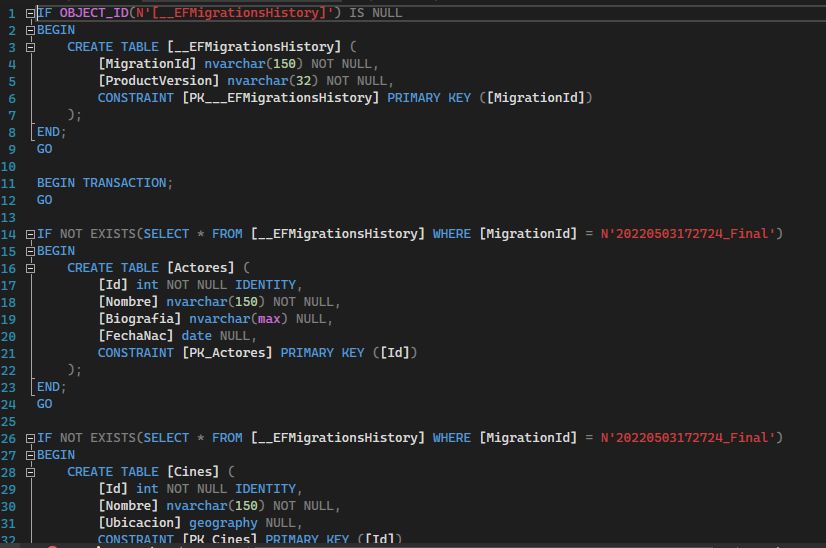 1 IF OBJECT_ID(N'[__EFMigrationsHistory]') IS NULL
2 BEGIN
3 CREATE TABLE [__EFMigrationsHistory] (
4 [MigrationId] nvarchar(150) NOT NULL,
5 [ProductVersion] nvarchar(32) NOT NULL,
6 CONSTRAINT [PK___EFMigrationsHistory] PRIMARY KEY ([MigrationId])
7 );
8 END;
9 GO
10
11 BEGIN TRANSACTION;
12 GO
13
14 IF NOT EXISTS(SELECT * FROM [__EFMigrationsHistory] WHERE [MigrationId] = N'20220503172724_Final')
15 BEGIN
16 CREATE TABLE [Actores] (
17 [Id] int NOT NULL IDENTITY,
18 [Nombre] nvarchar(150) NOT NULL,
19 [Biografia] nvarchar(max) NULL,
20 [FechaNac] date NULL,
21 CONSTRAINT [PK_Actores] PRIMARY KEY ([Id])
22 );
23 END;
24 GO
25
26 IF NOT EXISTS(SELECT * FROM [__EFMigrationsHistory] WHERE [MigrationId] = N'20220503172724_Final')
27 BEGIN
28 CREATE TABLE [Cines] (
29 [Id] int NOT NULL IDENTITY,
30 [Nombre] nvarchar(150) NOT NULL,
31 [Ubicacion] geography NULL,
32 CONSTRAINT [PK_Cines] PRIMARY KEY ([Id])